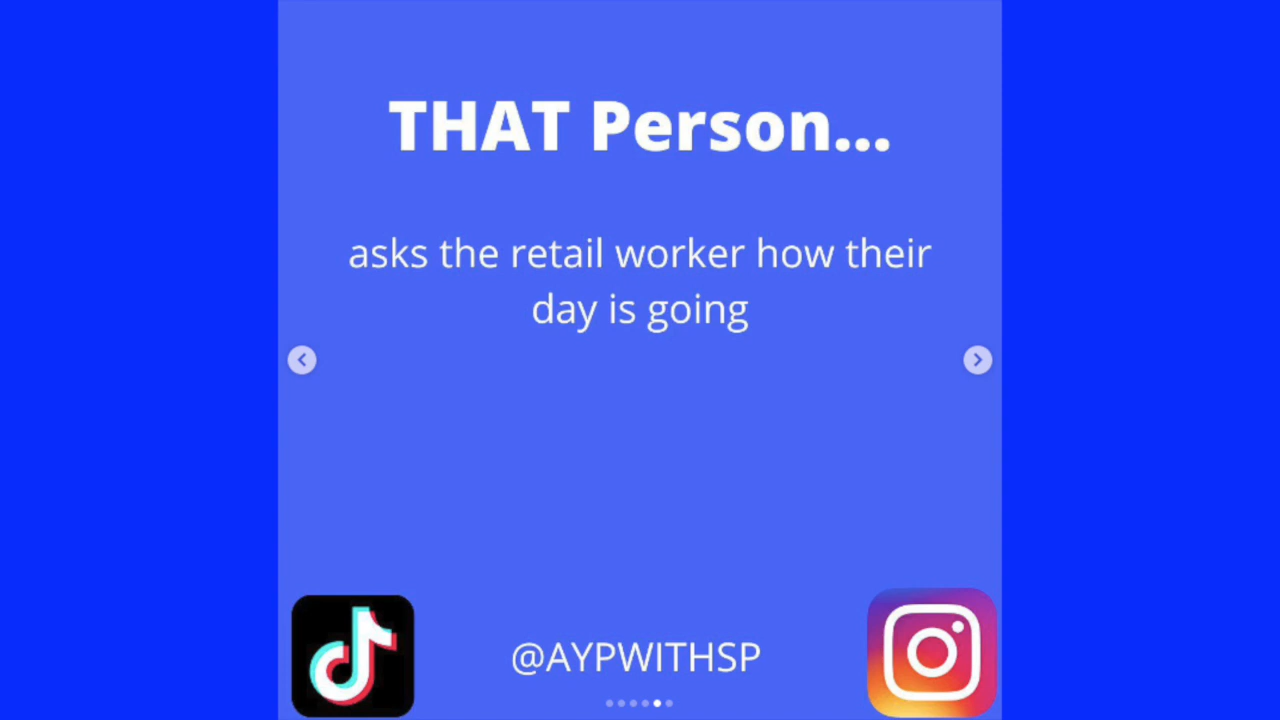 THAT Person...
asks the retail worker how their
day is going
@AYPWITHSP